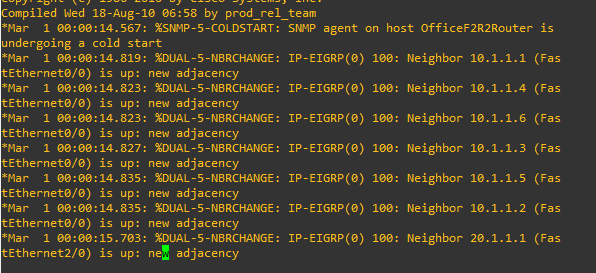 Compiled Wed 18-Aug-10 06:58 by prod_rel_team
*Mar  1 00:00:14.567: %SNMP-5-COLDSTART: SNMP agent on host OfficeF2R2Router is
undergoing a cold start
*Mar  1 00:00:14.819: %DUAL-5-NBRCHANGE: IP-EIGRP(0) 100: Neighbor 10.1.1.1 (Fas
tEthernet0/0) is up: new adjacency
*Mar  1 00:00:14.823: %DUAL-5-NBRCHANGE: IP-EIGRP(0) 100: Neighbor 10.1.1.4 (Fas
tEthernet0/0) is up: new adjacency
*Mar  1 00:00:14.823: %DUAL-5-NBRCHANGE: IP-EIGRP(0) 100: Neighbor 10.1.1.6 (Fas
tEthernet0/0) is up: new adjacency
*Mar  1 00:00:14.827: %DUAL-5-NBRCHANGE: IP-EIGRP(0) 100: Neighbor 10.1.1.3 (Fas
tEthernet0/0) is up: new adjacency
*Mar  1 00:00:14.835: %DUAL-5-NBRCHANGE: IP-EIGRP(0) 100: Neighbor 10.1.1.5 (Fas
tEthernet0/0) is up: new adjacency
*Mar  1 00:00:14.835: %DUAL-5-NBRCHANGE: IP-EIGRP(0) 100: Neighbor 10.1.1.2 (Fas
tEthernet0/0) is up: new adjacency
*Mar  1 00:00:15.703: %DUAL-5-NBRCHANGE: IP-EIGRP(0) 100: Neighbor 20.1.1.1 (Fas
tEthernet2/0) is up: new adjacency